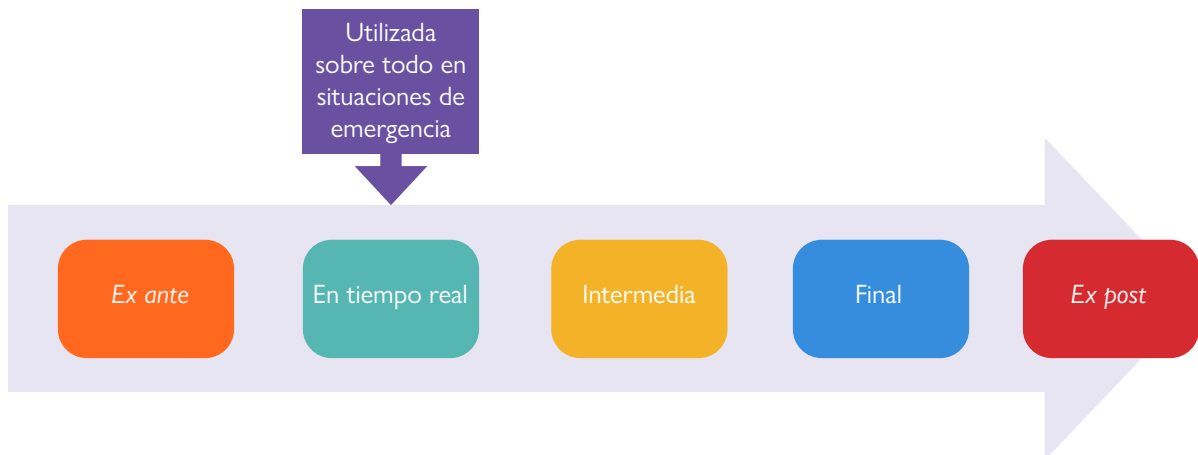 Utilizada
sobre todo en
situaciones de
emergencia
Ex ante
En tiempo real
Intermedia
Final
Ex post